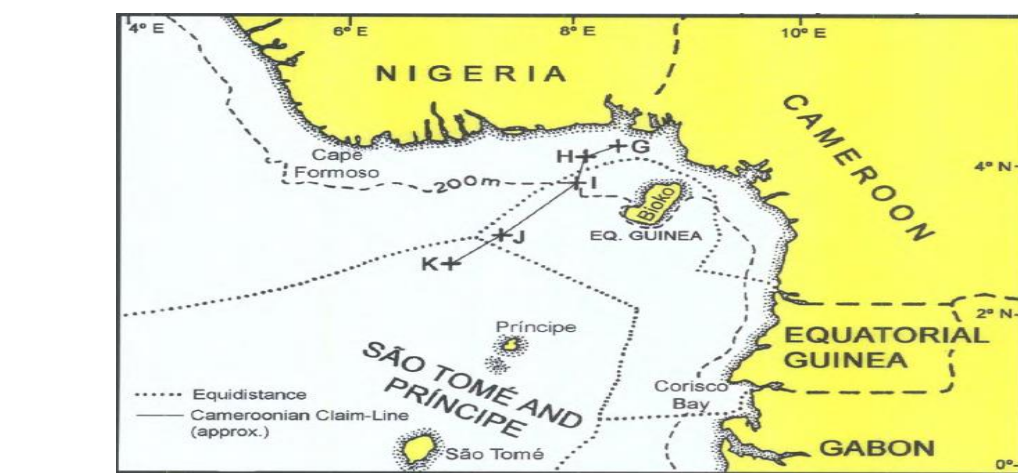 4° E
6° E
8° E
10° E
NIGERIA
CAMEROON
Cape
Formoso
H
G
4° N
200m
I
Bioko
EQ. GUINEA
J
K
2° N
Príncipe
EQUATORIAL
GUINEA
SÃO TOMÉ AND
PRÍNCIPE
Corisco
Bay
Equidistance
Cameroonian Claim-Line
(approx.)
São Tomé
GABON
0°